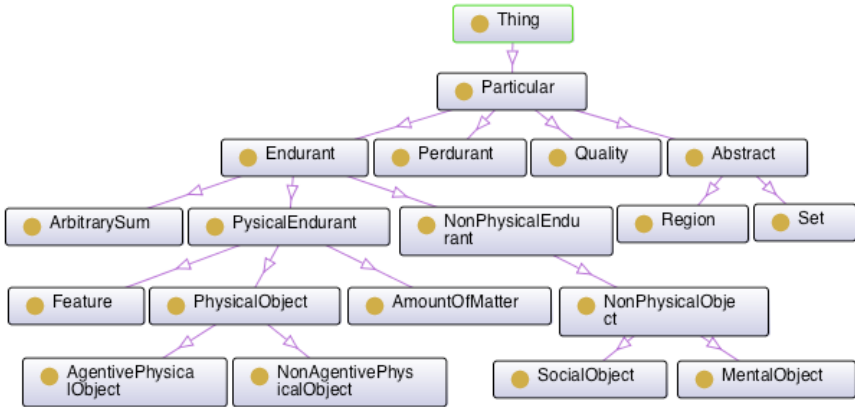 Thing
Particular
Endurant
Perdurant
Quality
Abstract
ArbitrarySum
PysicalEndurant
NonPhysicalEndu
rant
Region
Set
Feature
PhysicalObject
AmountOfMatter
NonPhysicalObje
ct
AgentivePhysica
lObject
NonAgentivePhys
icalObject
SocialObject
MentalObject